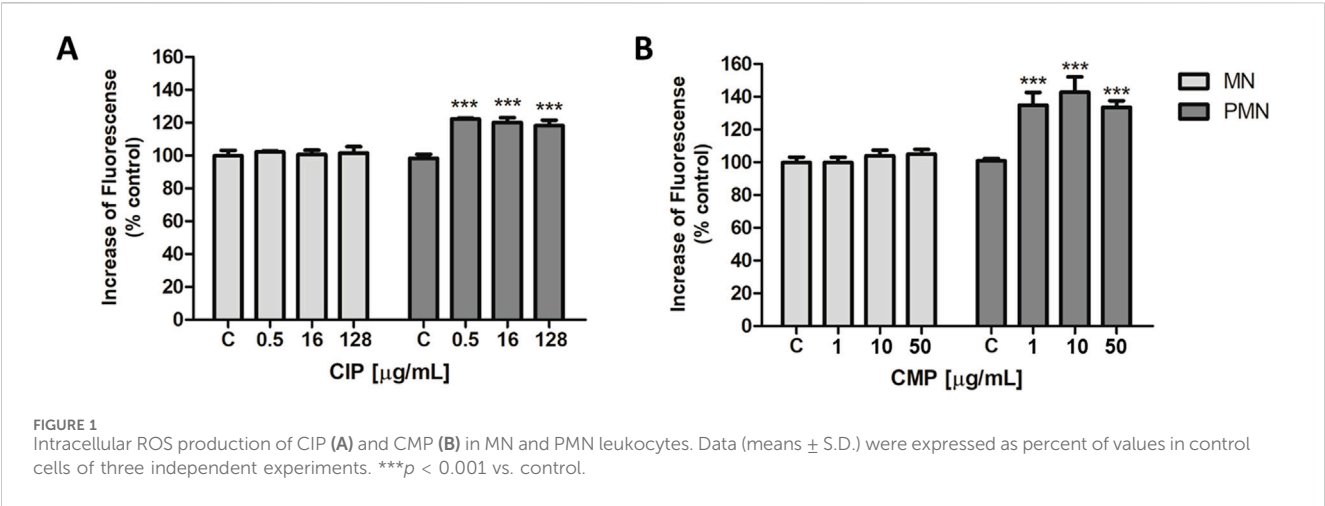 A
Increase of Fluorescense
(% control)
160
140
120
100
80
60
40
20
0
*** *** ***
C 0.5 16 128 C 0.5 16 128
CIP [μg/mL]
B
Increase of Fluorescense
(% control)
160
140
120
100
80
60
40
20
0
*** *** ***
C 1 10 50 C 1 10 50
CMP [μg/mL]
MN
PMN
FIGURE 1
Intracellular ROS production of CIP (A) and CMP (B) in MN and PMN leukocytes. Data (means ± S.D.) were expressed as percent of values in control
cells of three independent experiments. ***p < 0.001 vs. control.